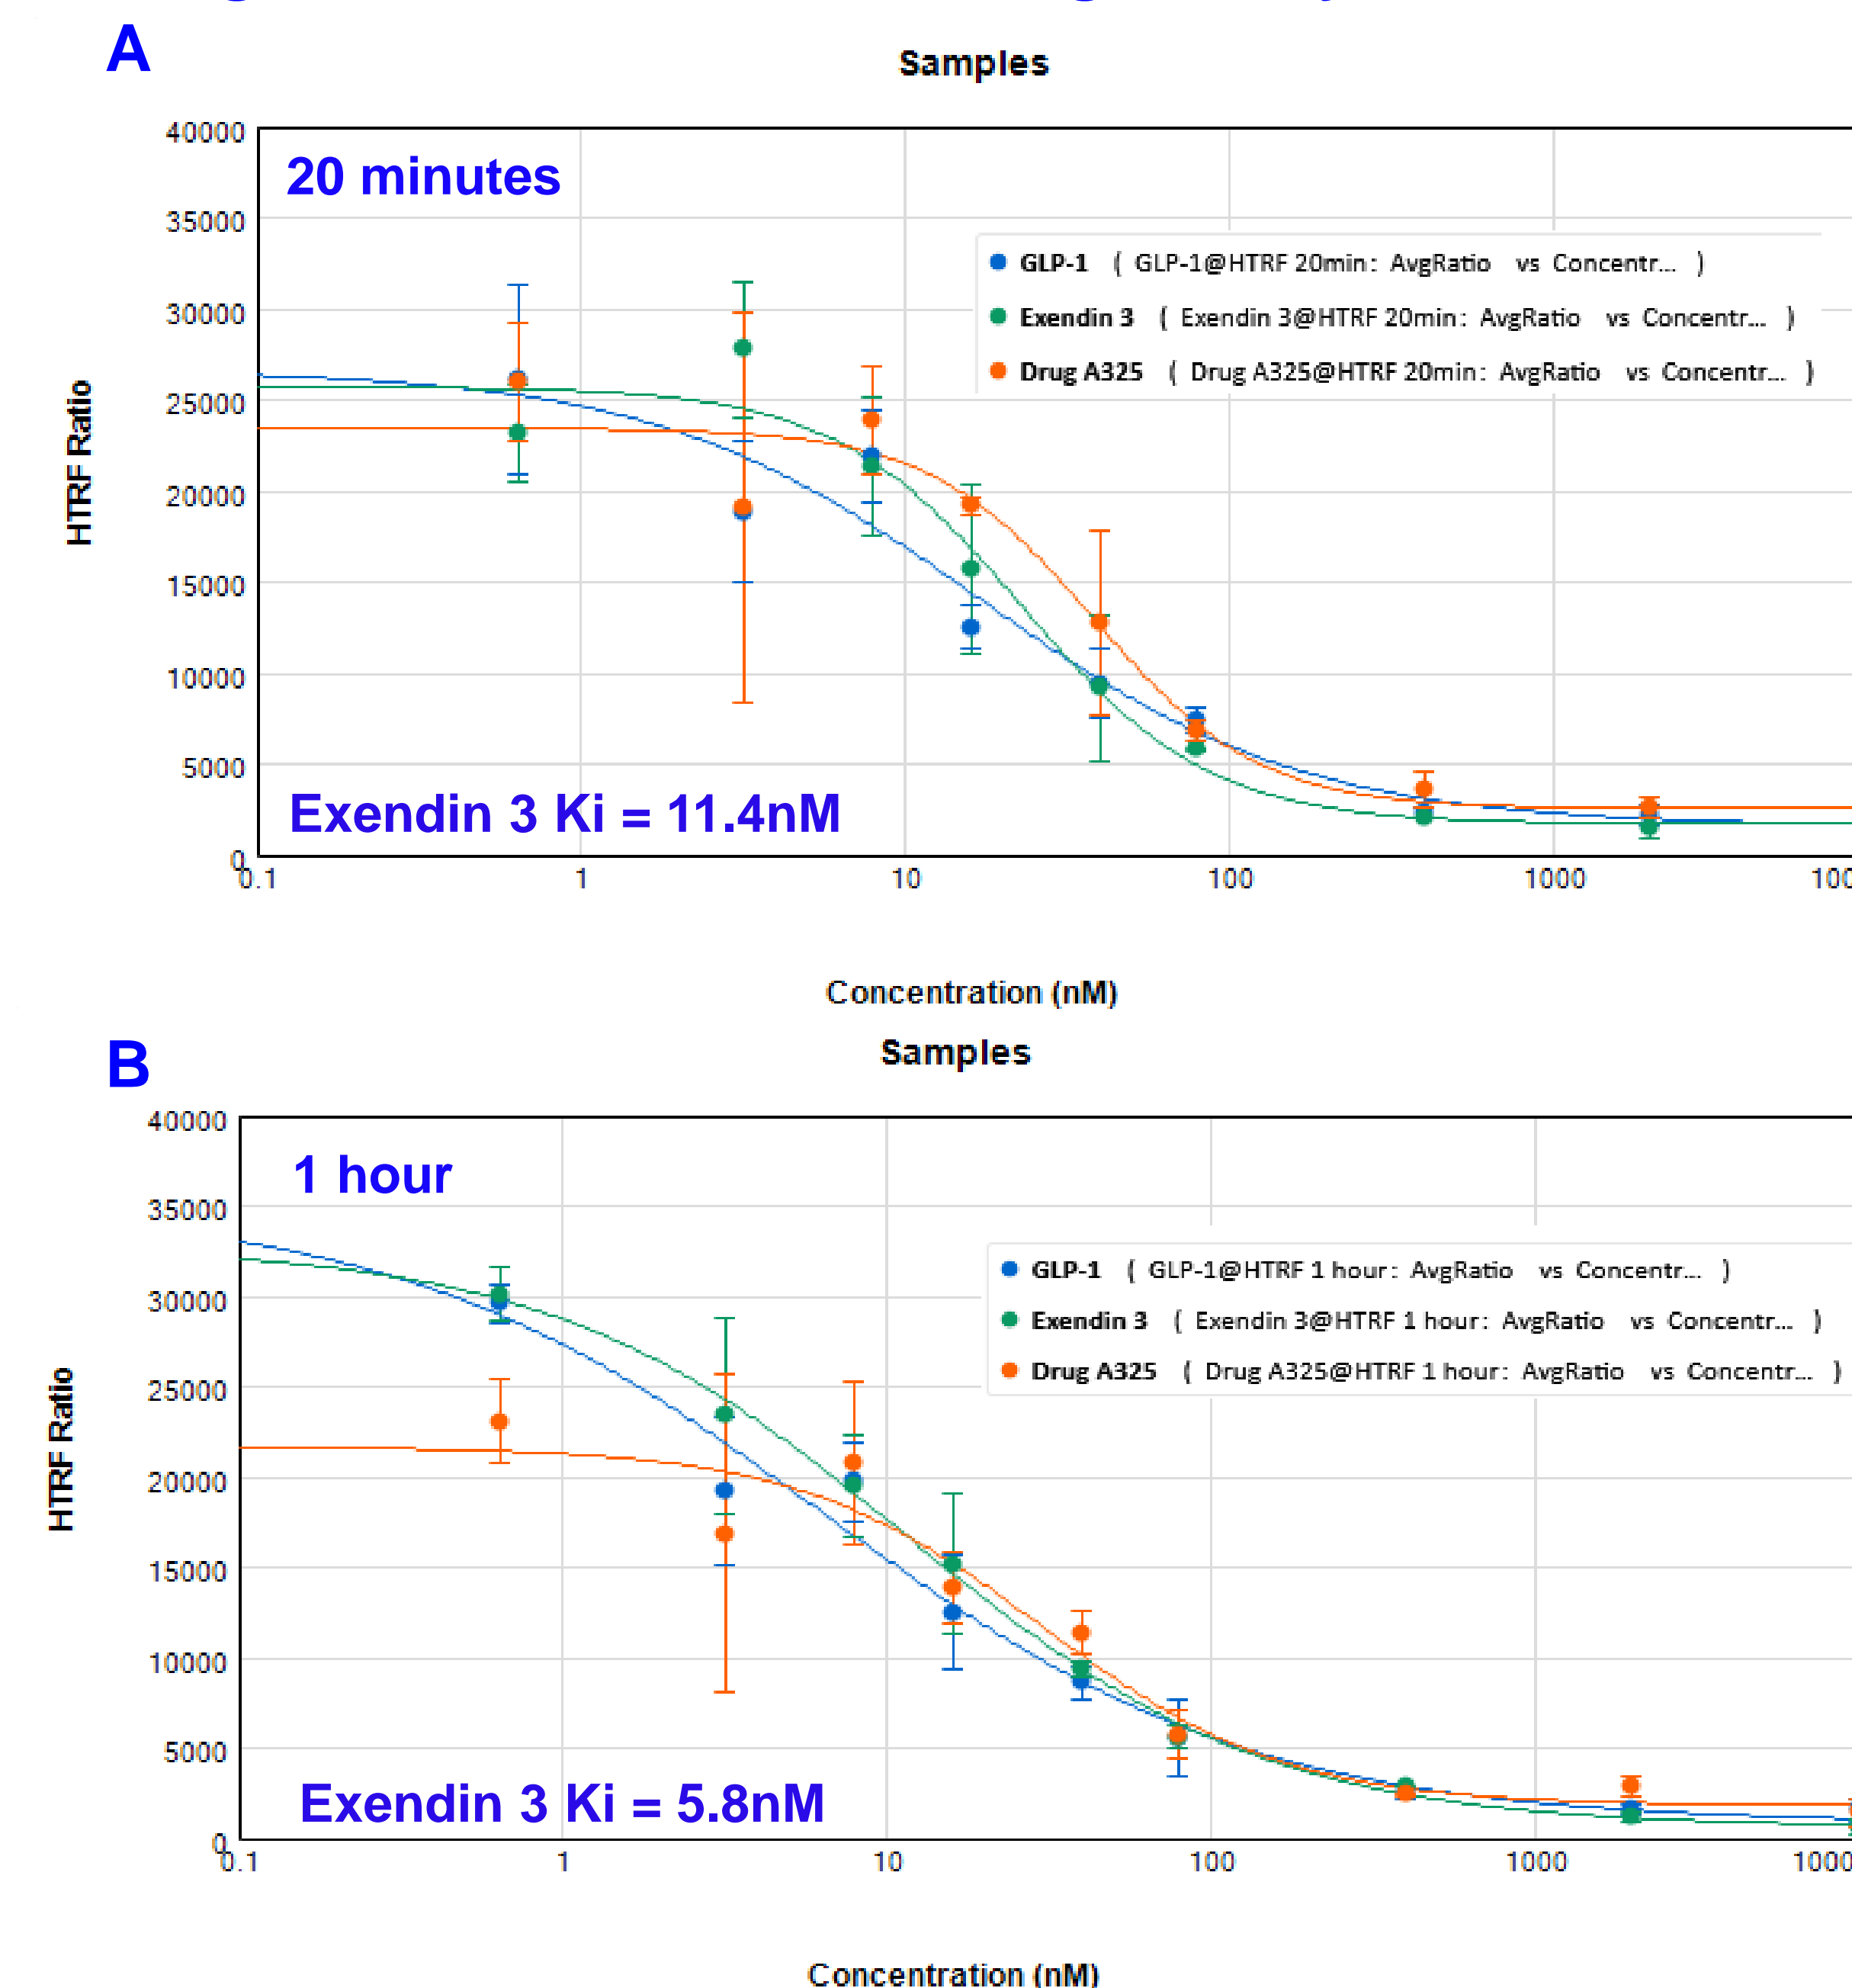 A
Samples
40000
20 minutes
35000
GLP-1 ( GLP-1@HTRF 20min: AvgRatio vs Concentr... )
30000
Exendin 3 ( Exendin 3@HTRF 20min: AvgRatio vs Concentr... )
Drug A325 ( Drug A325@HTRF 20min: AvgRatio vs Concentr... )
25000
HTRF Ratio
20000
15000
10000
5000
Exendin 3 Ki = 11.4nM
0
0.1 1 10 100 1000 100
Concentration (nM)
B
Samples
40000
1 hour
35000
GLP-1 ( GLP-1@HTRF 1 hour: AvgRatio vs Concentr... )
30000
Exendin 3 ( Exendin 3@HTRF 1 hour: AvgRatio vs Concentr... )
Drug A325 ( Drug A325@HTRF 1 hour: AvgRatio vs Concentr... )
25000
HTRF Ratio
20000
15000
10000
5000
Exendin 3 Ki = 5.8nM
0
0.1 1 10 100 1000 1000
Concentration (nM)